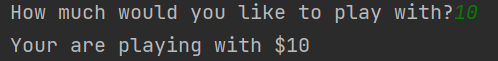 How much would you like to play with?10
Your are playing with $10